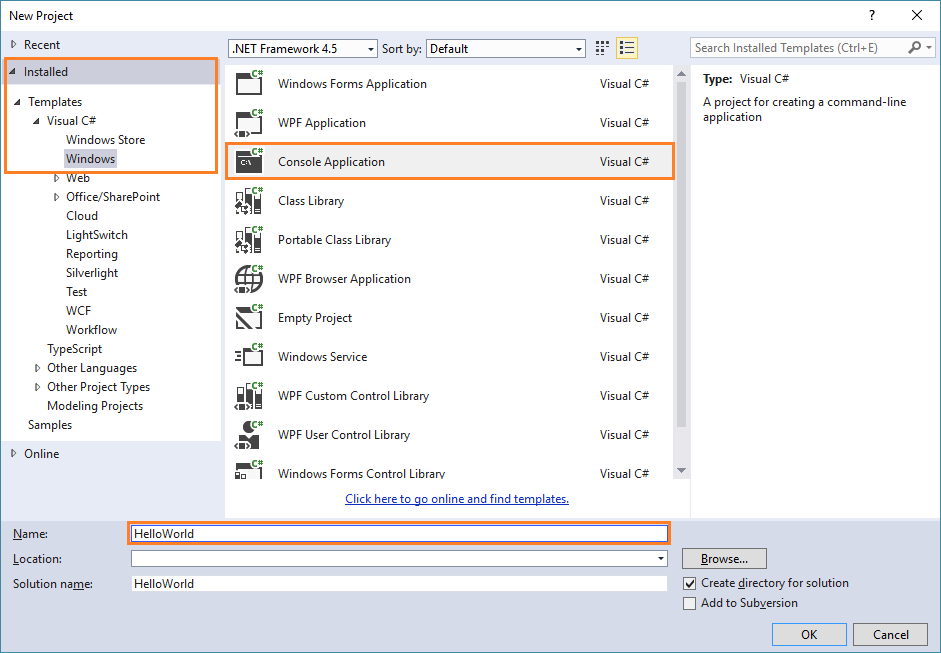 New Project
?
Recent
.NET Framework 4.5
Sort by:
Default
Search Installed Templates (Ctrl+E)
Installed
Templates
Visual C#
Windows Store
Windows
Web
Office/SharePoint
Cloud
LightSwitch
Reporting
Silverlight
Test
WCF
Workflow
TypeScript
Other Languages
Other Project Types
Modeling Projects
Samples
Online
C# Windows Forms Application Visual C#
C# WPF Application Visual C#
C# C:\ Console Application Visual C#
C# Class Library Visual C#
C# Portable Class Library Visual C#
C# WPF Browser Application Visual C#
C# Empty Project Visual C#
C# Windows Service Visual C#
C# WPF Custom Control Library Visual C#
C# WPF User Control Library Visual C#
C# Windows Forms Control Library Visual C#
Click here to go online and find templates.
Type: Visual C#
A project for creating a command-line
application
Name: HelloWorld
Location:
Browse...
Solution name: HelloWorld
Create directory for solution
Add to Subversion
OK
Cancel